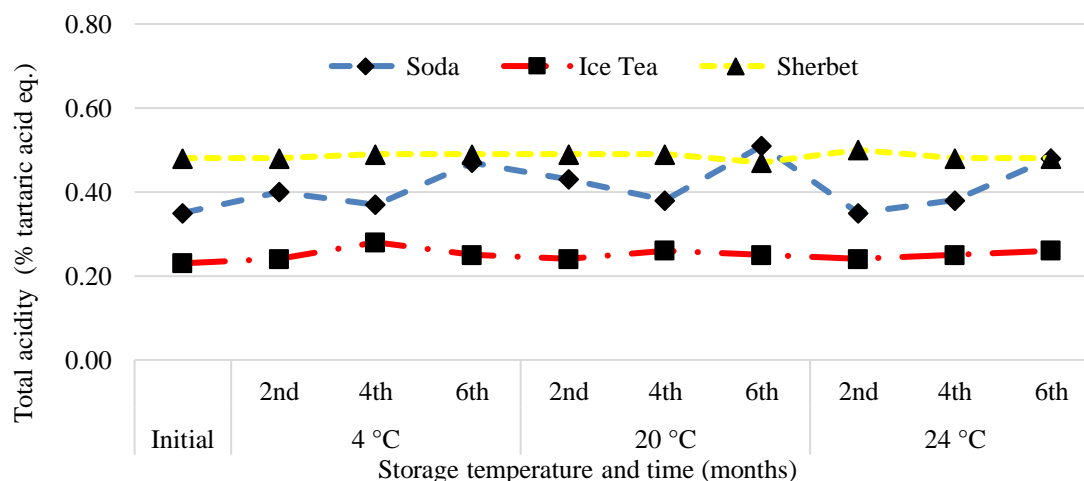 0.80
Soda Ice Tea Sherbet
0.60
0.40
0.20
0.00
Total acidity (% tartaric acid eq.)
2nd 4th 6th 2nd 4th 6th 2nd 4th 6th
Initial 4 °C 20 °C 24 °C
Storage temperature and time (months)